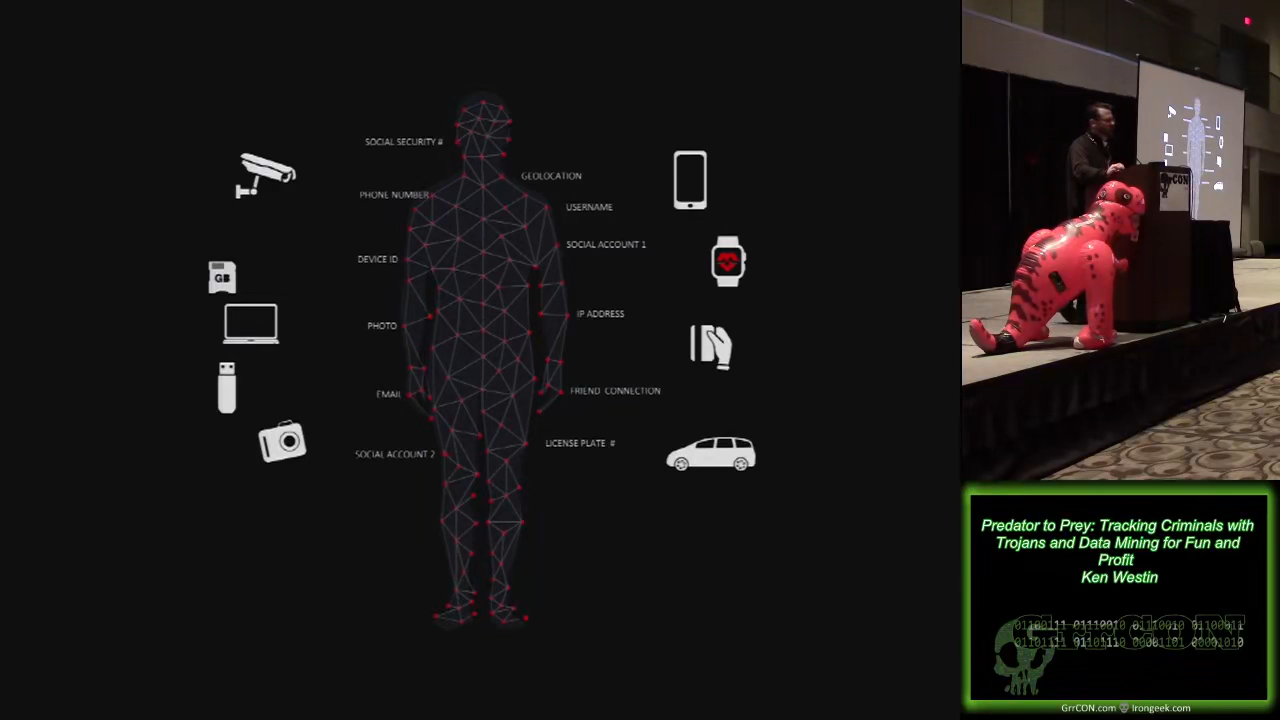 SOCIAL SECURITY #
GEOLOCATION
PHONE NUMBER
USERNAME
SOCIAL ACCOUNT 1
DEVICE ID
GB
IP ADDRESS
PHOTO
FRIEND CONNECTION
EMAIL
LICENSE PLATE #
SOCIAL ACCOUNT 2
Predator to Prey: Tracking Criminals with
Trojans and Data Mining for Fun and
Profit
Ken Westin
GrrCON
GrrCON.com Irongeek.com